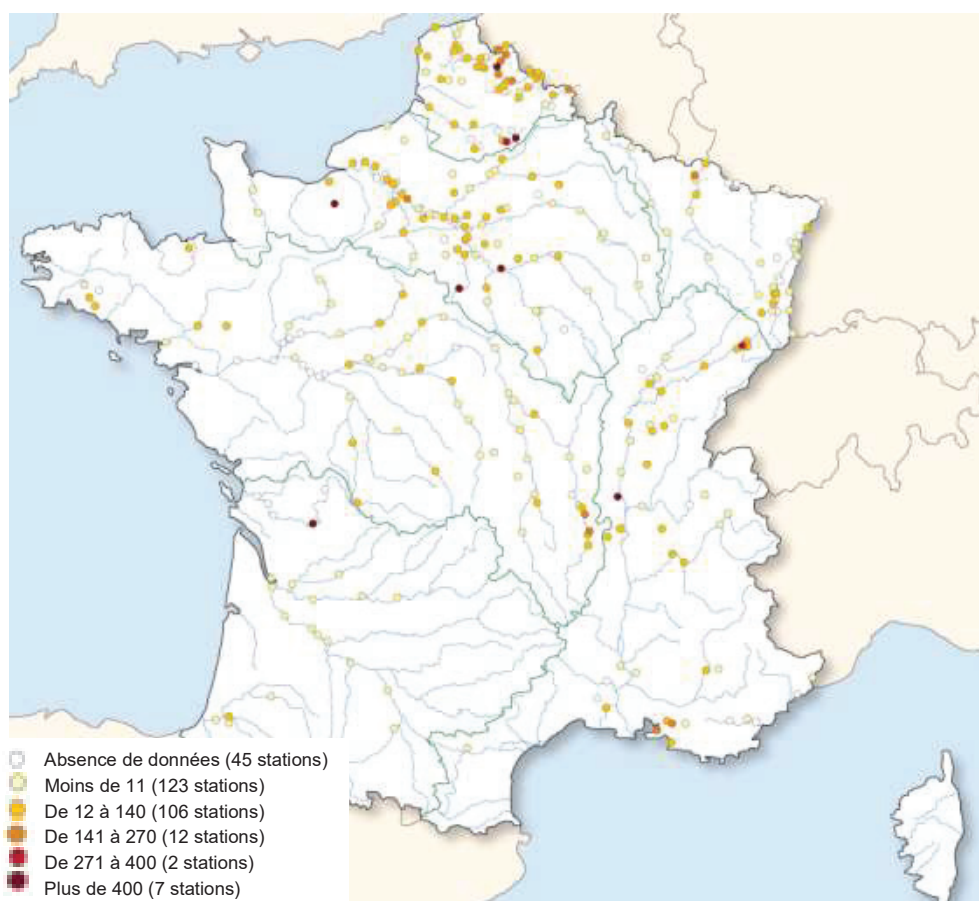 Absence de données (45 stations)
Moins de 11 (123 stations)
De 12 à 140 (106 stations)
De 141 à 270 (12 stations)
De 271 à 400 (2 stations)
Plus de 400 (7 stations)